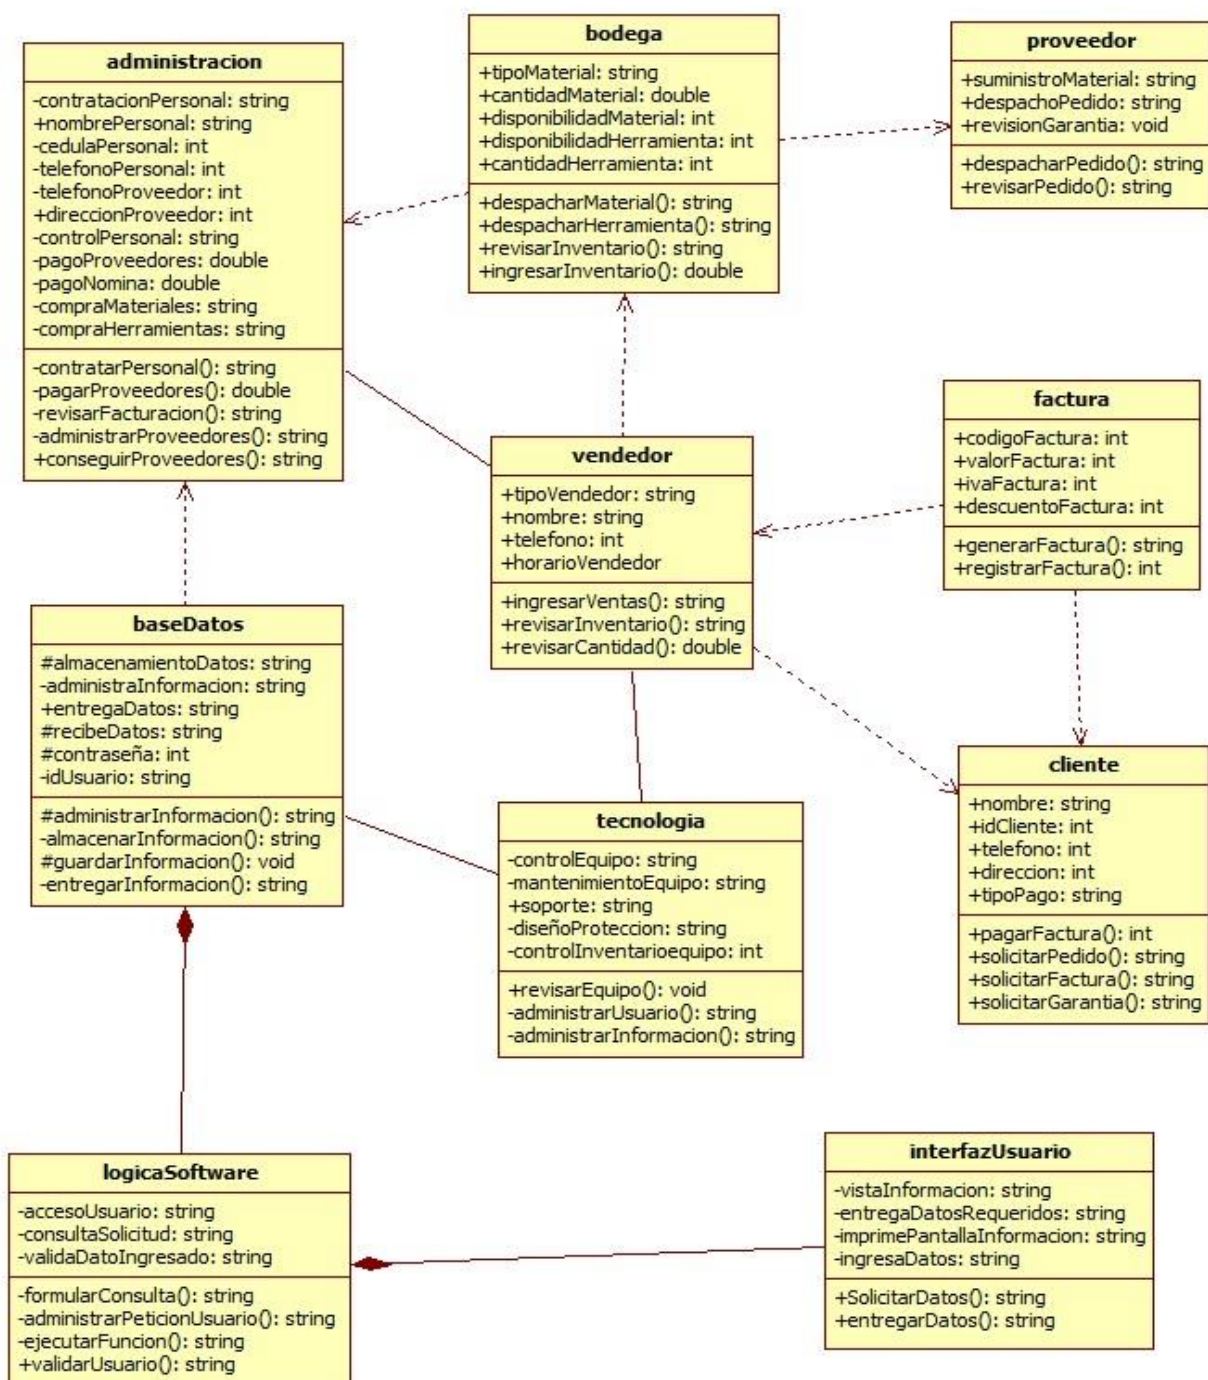 administracion
-contratacionPersonal: string
+nombrePersonal: string
-cedulaPersonal: int
-telefonoPersonal: int
-telefonoProveedor: int
+direccionProveedor: int
-controlPersonal: string
-pagoProveedores: double
-pagoNomina: double
-compraMateriales: string
-compraHerramientas: string
-contratarPersonal(): string
-pagarProveedores(): double
-revisarFacturacion(): string
-administrarProveedores(): string
+conseguirProveedores(): string
bodega
+tipoMaterial: string
+cantidadMaterial: double
+disponibilidadMaterial: int
+disponibilidadHerramienta: int
+cantidadHerramienta: int
+despacharMaterial(): string
+despacharHerramienta(): string
+revisarInventario(): string
+ingresarInventario(): double
proveedor
+suministroMaterial: string
+despachoPedido: string
+revisionGarantia: void
+despacharPedido(): string
+revisarPedido(): string
vendedor
+tipoVendedor: string
+nombre: string
+telefono: int
+horarioVendedor
+ingresarVentas(): string
+revisarInventario(): string
+revisarCantidad(): double
factura
+codigoFactura: int
+valorFactura: int
+ivaFactura: int
+descuentoFactura: int
+generarFactura(): string
+registrarFactura(): int
baseDatos
#almacenamientoDatos: string
-administraInformacion: string
+entregaDatos: string
#recibeDatos: string
#contraseña: int
-idUsuario: string
#administrarInformacion(): string
-almacenarInformacion(): string
#guardarInformacion(): void
-entregarInformacion(): string
tecnologia
-controlEquipo: string
-mantenimientoEquipo: string
+soporte: string
-diseñoProteccion: string
-controlInventarioequipo: int
+revisarEquipo(): void
-administrarUsuario(): string
-administrarInformacion(): string
cliente
+nombre: string
+idCliente: int
+telefono: int
+direccion: int
+tipoPago: string
+pagarFactura(): int
+solicitarPedido(): string
+solicitarFactura(): string
+solicitarGarantia(): string
logicaSoftware
-accesoUsuario: string
-consultaSolicitud: string
-validaDatoIngresado: string
-formularConsulta(): string
-administrarPeticionUsuario(): string
-ejecutarFuncion(): string
+validarUsuario(): string
interfazUsuario
-vistaInformacion: string
-entregaDatosRequeridos: string
-imprimePantallaInformacion: string
-ingresaDatos: string
+SolicitarDatos(): string
+entregarDatos(): string